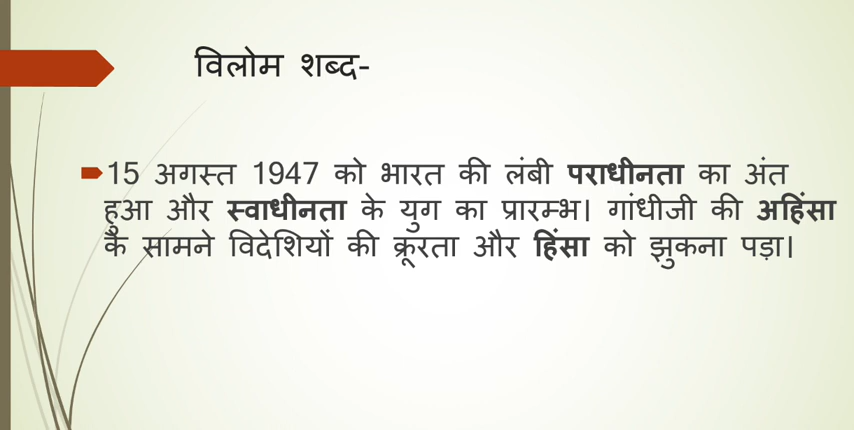 विलोम शब्द-
15 अगस्त 1947 को भारत की लंबी पराधीनता का अंत
हुआ और स्वाधीनता के युग का प्रारम्भ। गांधीजी की अहिंसा
के सामने विदेशियों की क्रूरता और हिंसा को झुकना पड़ा।